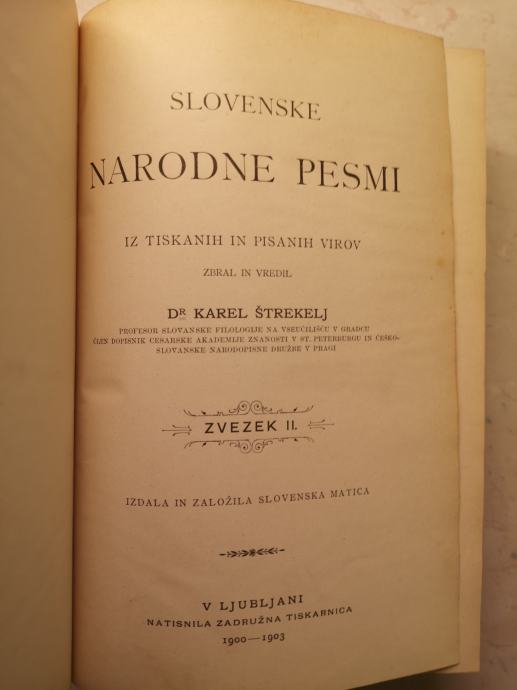 SLOVENSKE
NARODNE PESMI
IZ TISKANIH IN PISANIH VIROV
ZBRAL IN VREDIL
DR KAREL ŠTREKELJ
PROFESOR SLOVANSKE FILOLOGIJE NA VSEUČILIŠČU V GRADCU
ČLEN DOPISNIK CESARSKE AKADEMIJE ZNANOSTI V ST. PETERBURGU IN ČEŠKO-
SLOVANSKE NARODOPISNE DRUŽBE V PRAGI
ZVEZEK II.
IZDALA IN ZALOŽILA SLOVENSKA MATICA
V LJUBLJANI
NATISNILA ZADRUŽNA TISKARNICA
1900—1903